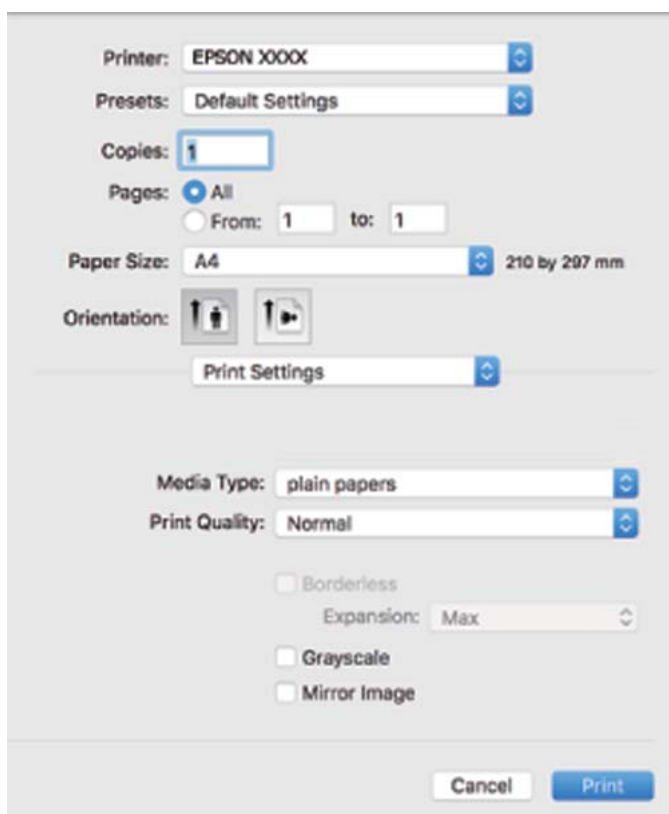 Printer: EPSON XXXX
Presets: Default Settings
Copies: 1
Pages: All
From: 1 to: 1
Paper Size: A4 210 by 297 mm
Orientation:
Print Settings
Media Type: plain papers
Print Quality: Normal
Borderless
Expansion: Max
Grayscale
Mirror Image
Cancel Print